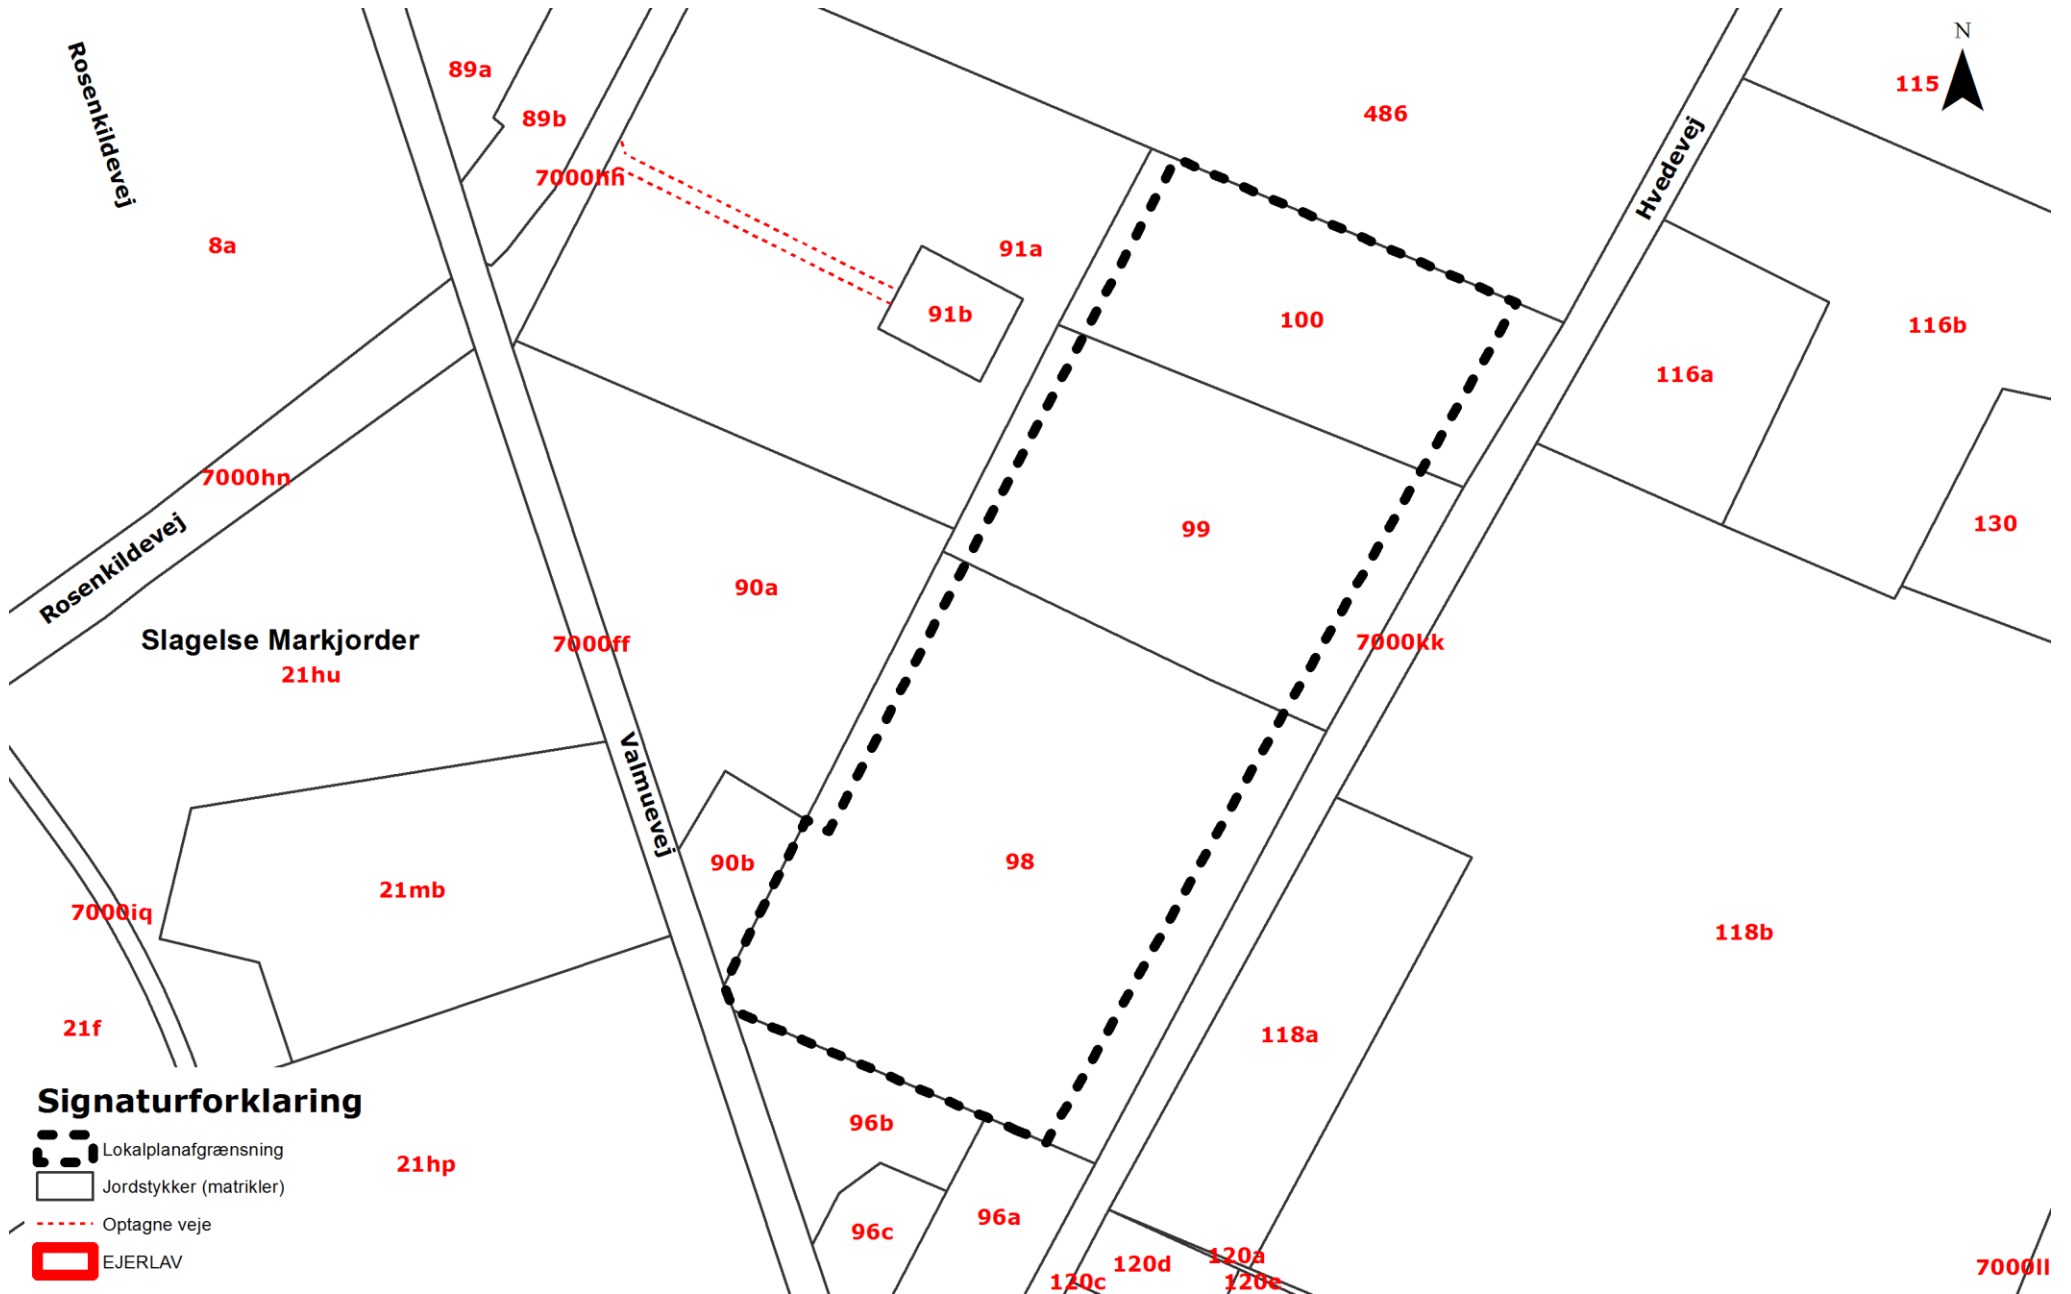 Rosenkildevej
89a
N
115
486
89b
Hvedevej
7000hh
8a
91a
91b
100
116b
116a
7000hn
130
99
Rosenkildevej
90a
Slagelse Markjorder
7000ff
7000kk
21hu
Valmuevej
90b
98
21mb
7000iq
118b
21f
118a
Signaturforklaring
96b
Lokalplanafgrænsning
21hp
Jordstykker (matrikler)
96a
Optagne veje
96c
120a
EJERLAV
120d
7000ll
120c
120e